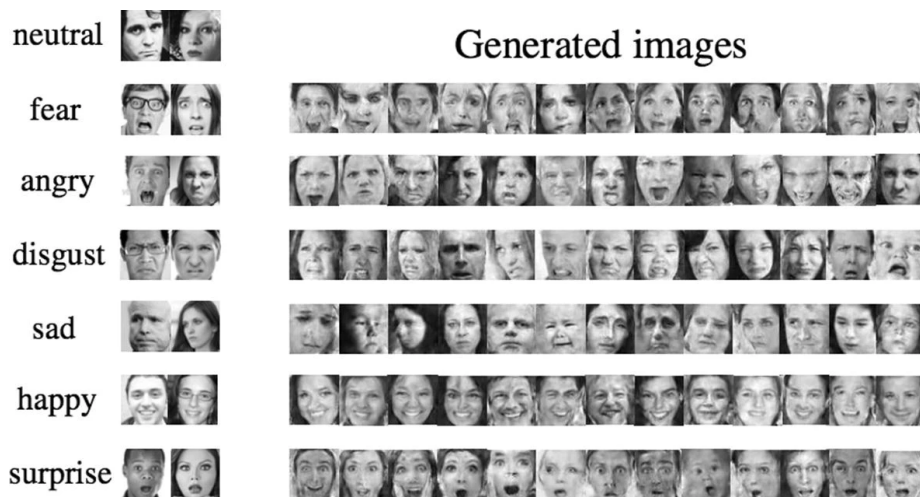 neutral
Generated images
fear
angry
disgust
sad
happy
surprise